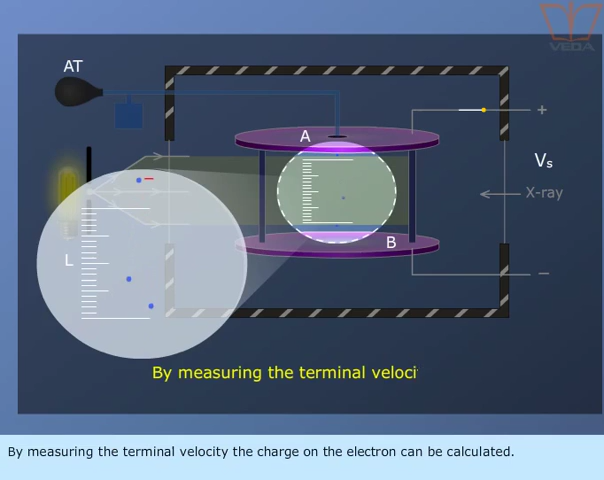 VEDA
AT
A
+
Vs
X-ray
B
L
−
By measuring the terminal veloci
By measuring the terminal velocity the charge on the electron can be calculated.